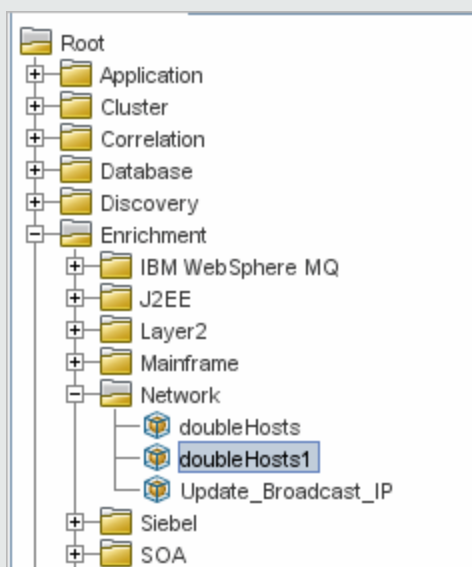 Root
Application
Cluster
Correlation
Database
Discovery
Enrichment
IBM WebSphere MQ
J2EE
Layer2
Mainframe
Network
doubleHosts
doubleHosts1
Update_Broadcast_IP
Siebel
SOA